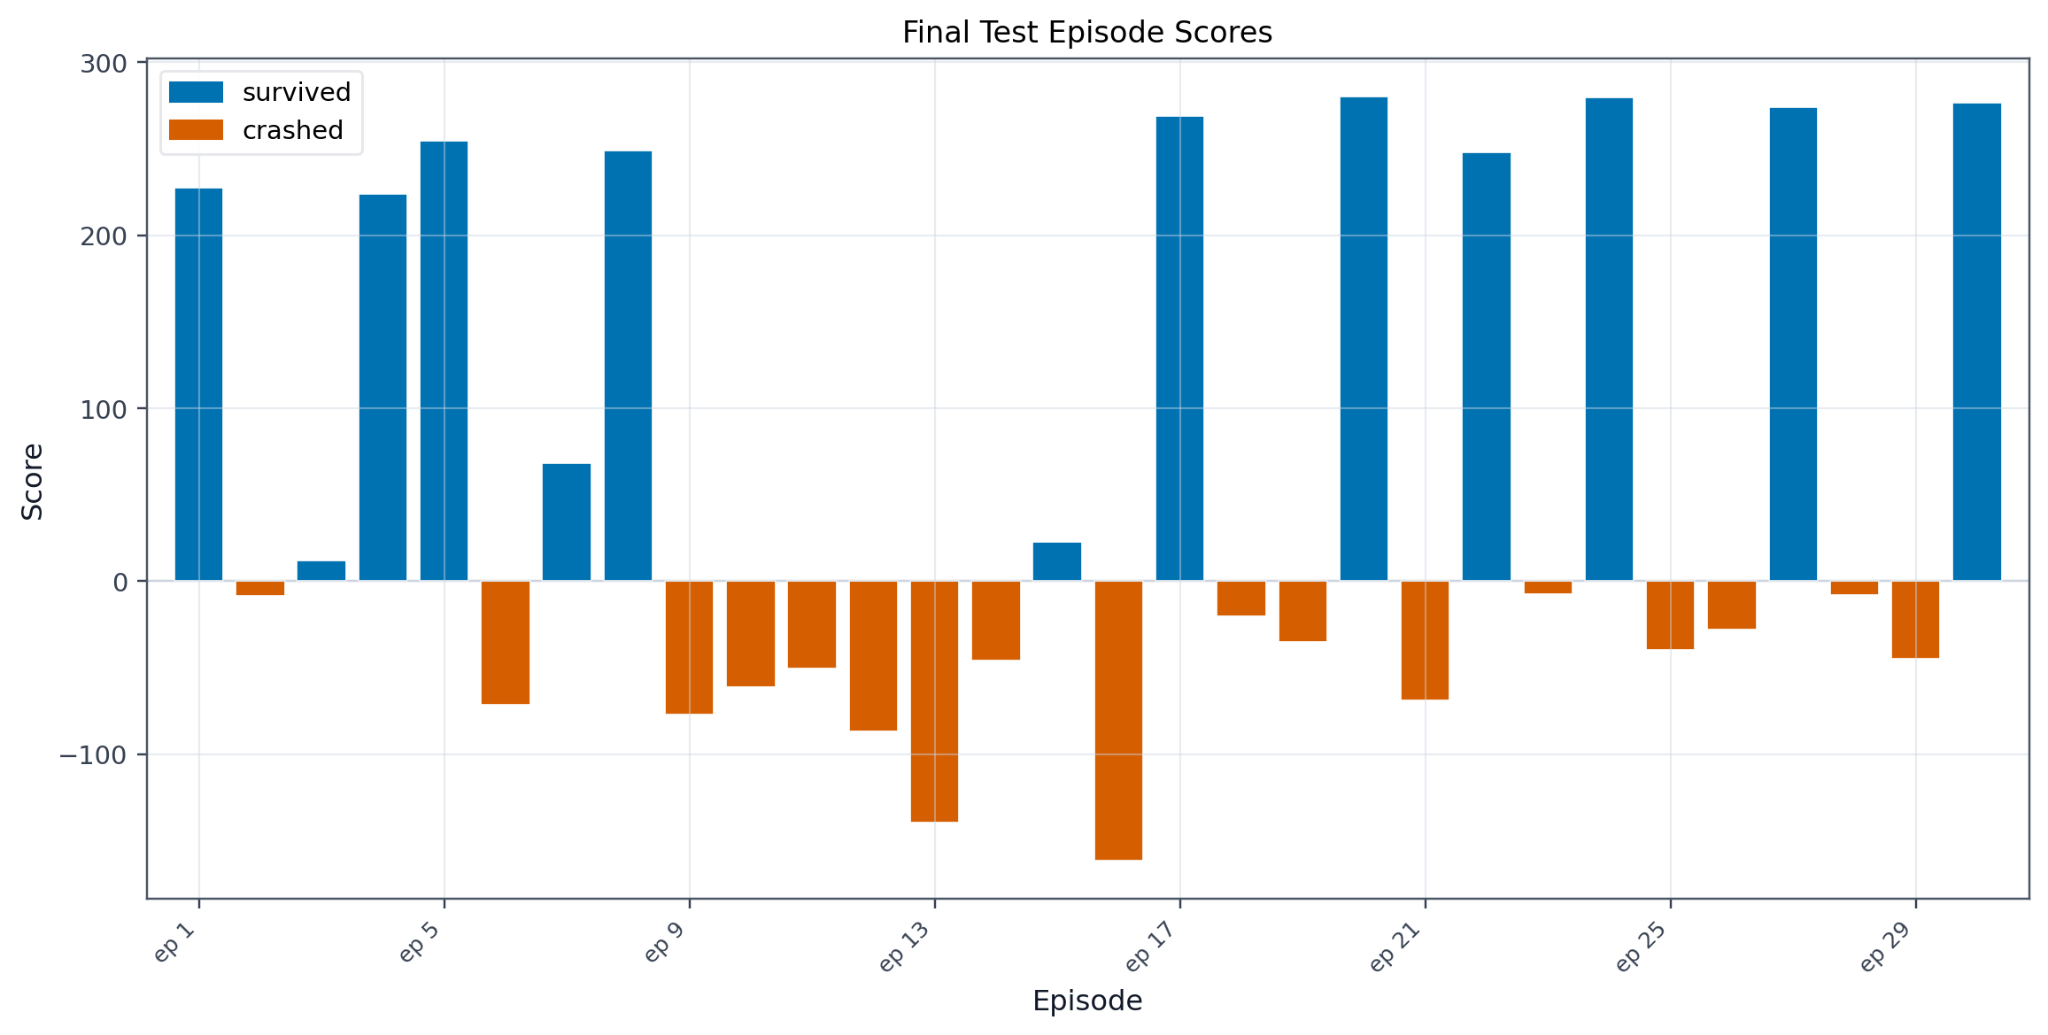 Final Test Episode Scores
survived
crashed
300
200
100
0
−100
Score
ep 1
ep 5
ep 9
ep 13
ep 17
ep 21
ep 25
ep 29
Episode